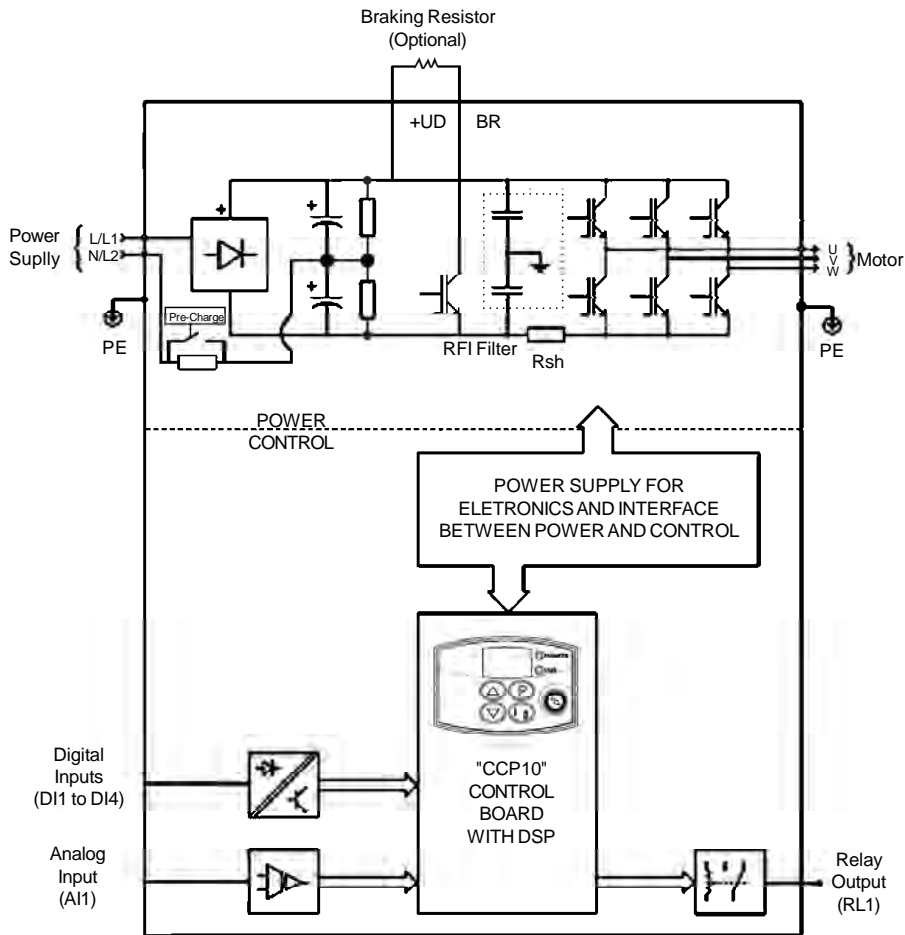 Braking Resistor
(Optional)
+UD BR
Power
Suplly
L/L1
N/L2
U
V
W
Motor
Pre-Charge
PE
RFI Filter
Rsh
PE
POWER
CONTROL
POWER SUPPLY FOR
ELETRONICS AND INTERFACE
BETWEEN POWER AND CONTROL
P
"CCP10"
CONTROL
BOARD
WITH DSP
Digital
Inputs
(DI1 to DI4)
Analog
Input
(AI1)
Relay
Output
(RL1)